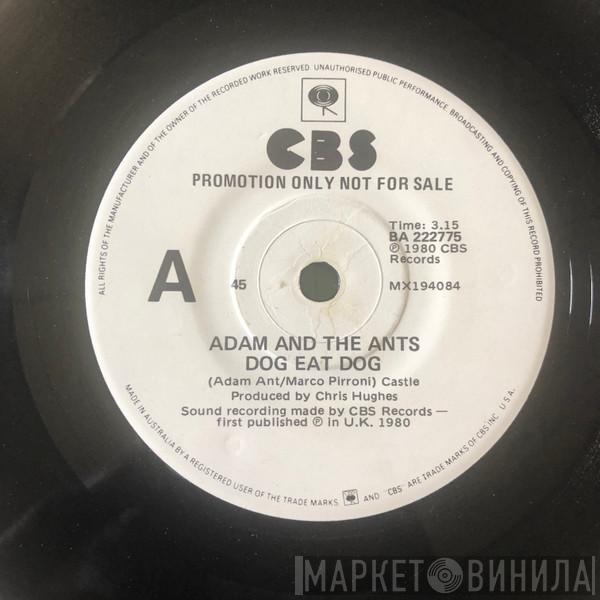 ALL RIGHTS OF THE MANUFACTURER AND OF THE OWNER OF THE RECORDED WORK RESERVED. UNAUTHORISED PUBLIC PERFORMANCE BROADCASTING AND COPYING OF THIS RECORD PROHIBITED
CBS
PROMOTION ONLY NOT FOR SALE
Time: 3.15
BA 222775
℗ 1980 CBS
Records
A
45
MX194084
ADAM AND THE ANTS
DOG EAT DOG
(Adam Ant/Marco Pirroni) Castle
Produced by Chris Hughes
Sound recording made by CBS Records —
first published ℗ in U.K. 1980
MADE IN AUSTRALIA BY A REGISTERED USER OF THE TRADE MARKS AND "CBS" ARE TRADE MARKS OF CBS INC. U.S.A.
МАРКЕТ ВИНИЛА